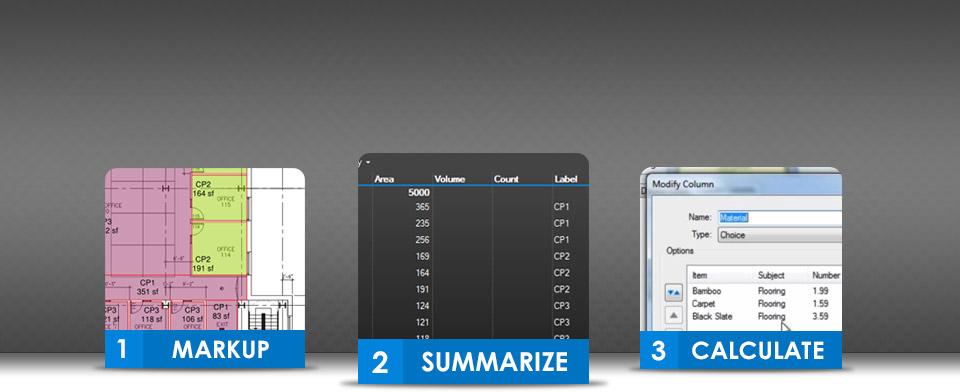 CP2
164 sf
OFFICE
115
OFFICE
OFFICE
114
CP2
191 sf
CP1
351 sf
CP3
CP3
118 sf
OFFICE
CP3
106 sf
OFFICE
CP1
83 sf
EXIT
1 MARKUP
Area Volume Count Label
5000
365 CP1
235 CP1
256 CP1
169 CP2
164 CP2
191 CP2
124 CP3
121 CP3
118 CP3
2 SUMMARIZE
Modify Column
Name: Material
Type: Choice
Options
Item Subject Number
Bamboo Flooring 1.99
Carpet Flooring 1.59
Black Slate Flooring 3.59
3 CALCULATE